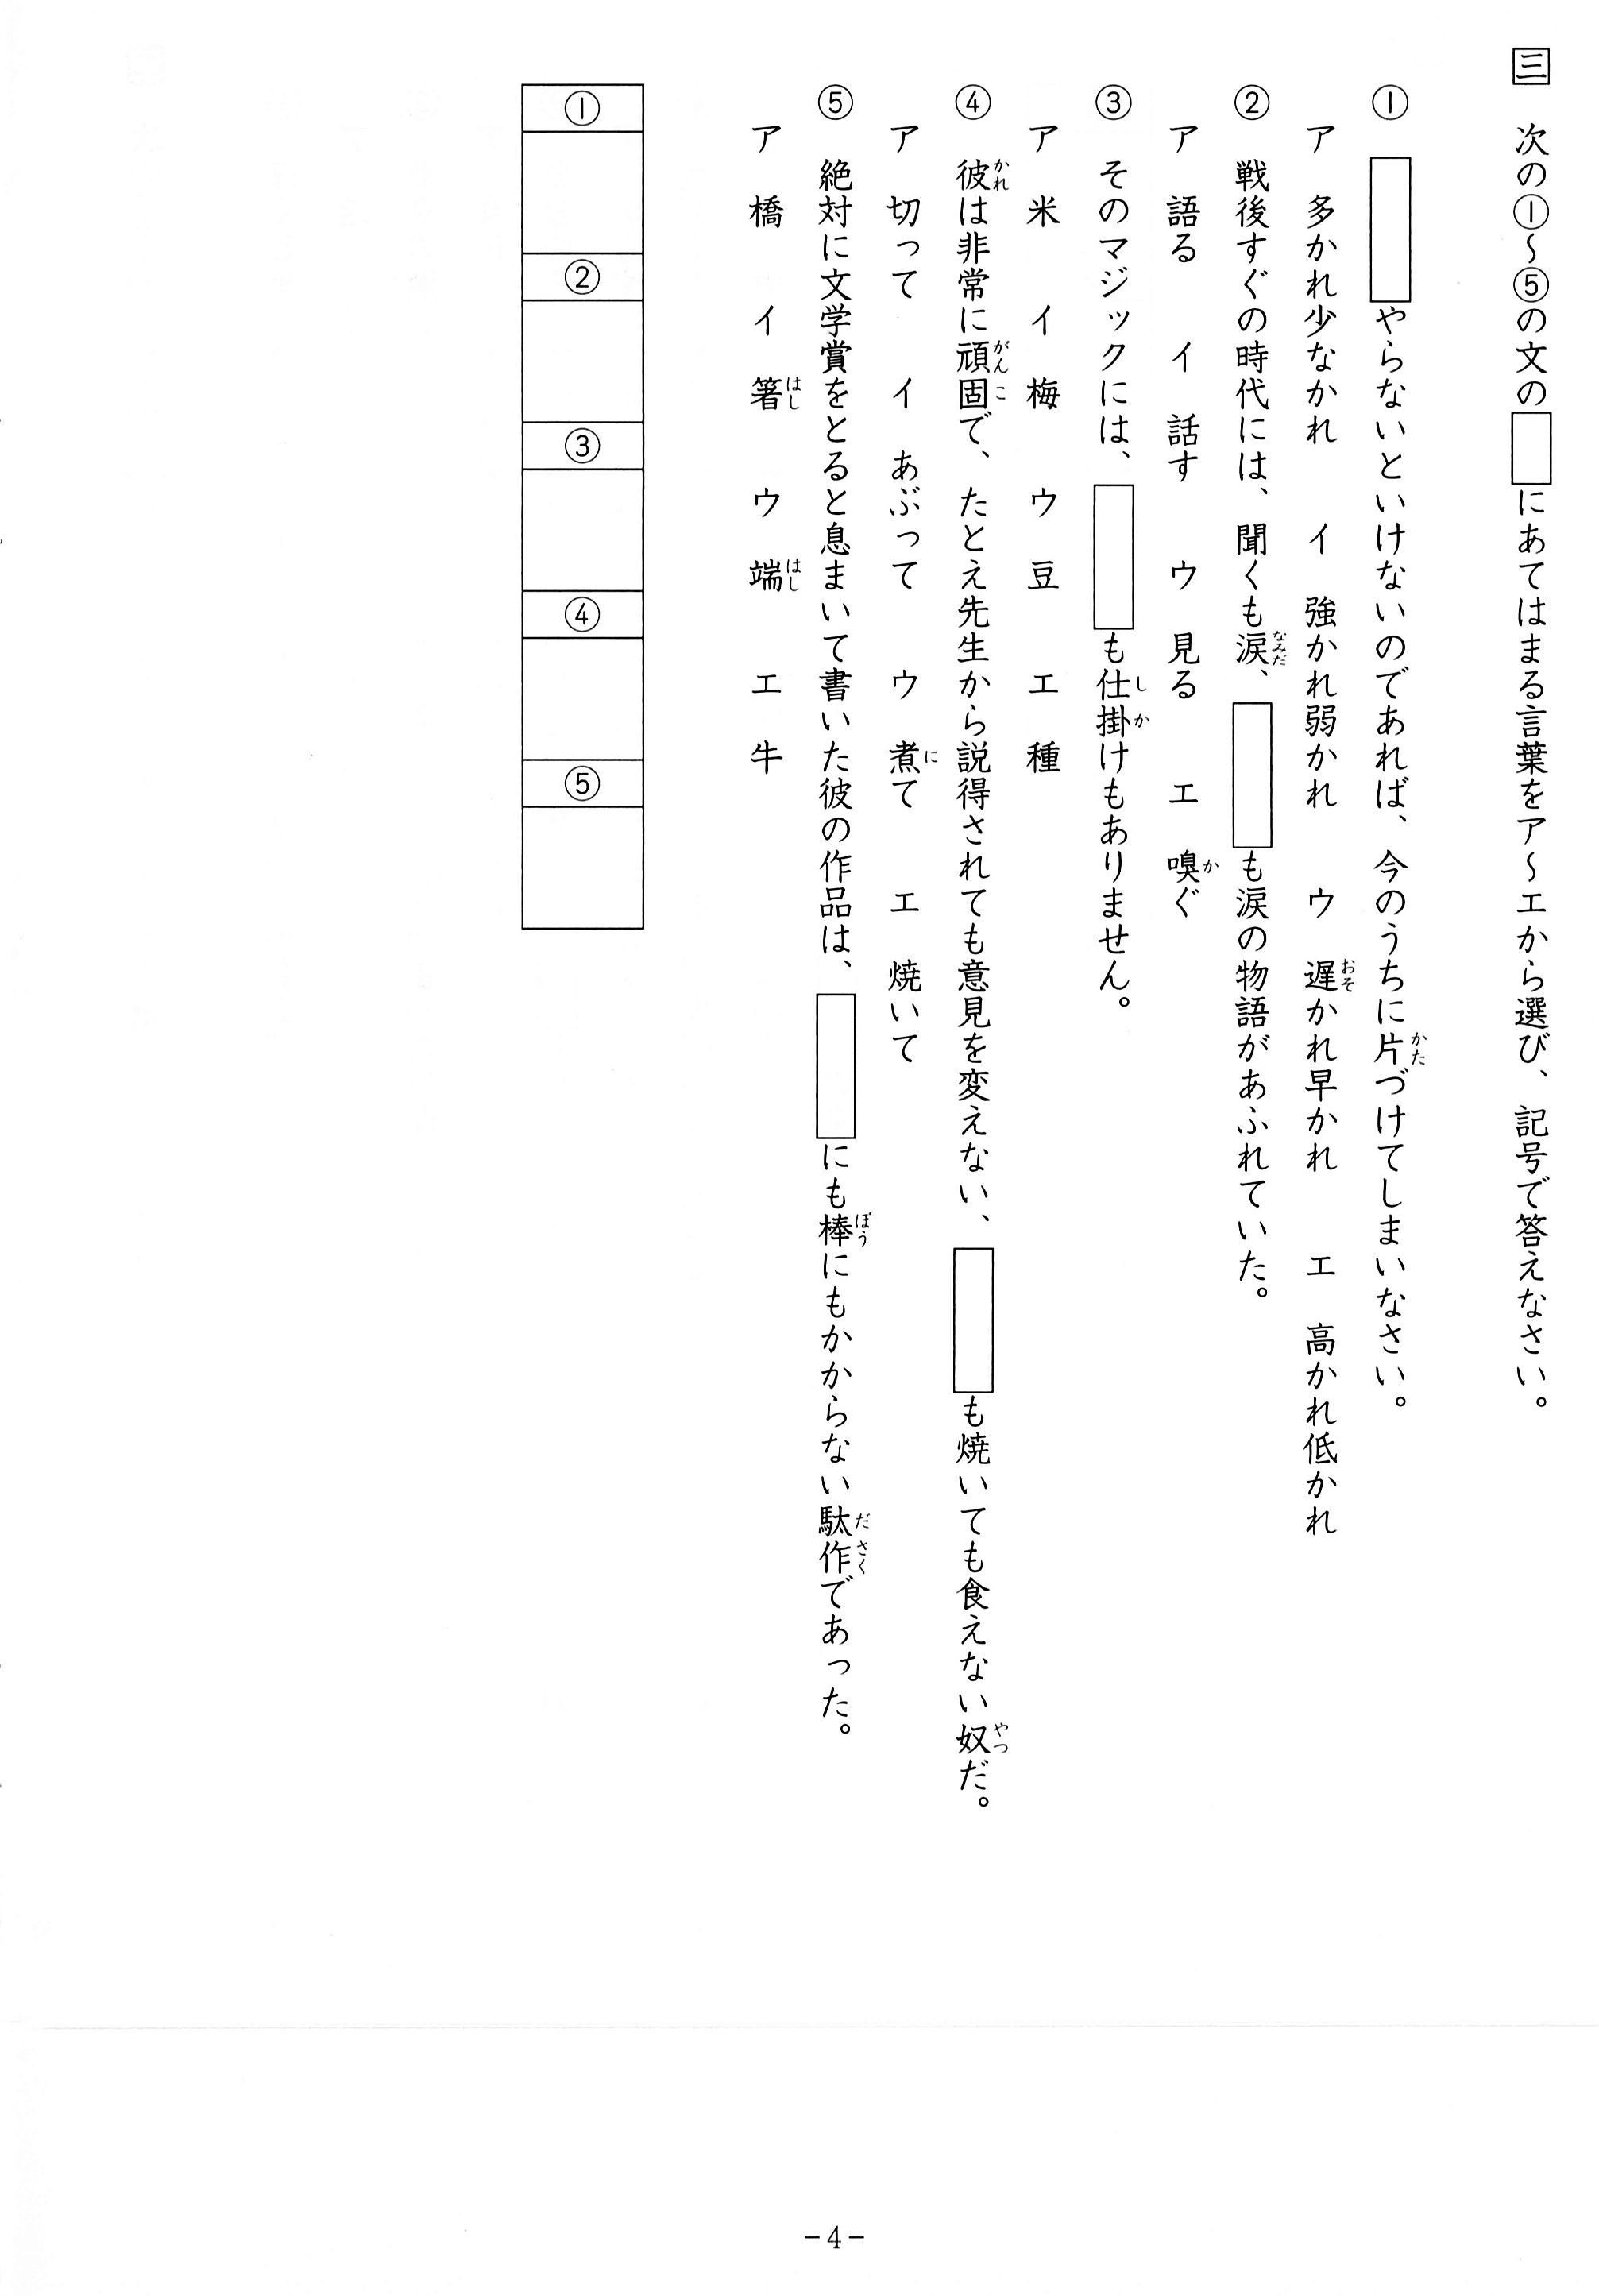 三 次の①～⑤の文の□にあてはまる言葉をア～エから選び、記号で答えなさい。
① □やらないといけないのであれば、今のうちに片づけてしまいなさい。
ア 多かれ少なかれ イ 強かれ弱かれ ウ 遅かれ早かれ エ 高かれ低かれ
② 戦後すぐの時代には、聞くも涙、□も涙の物語があふれていた。
ア 語る イ 話す ウ 見る エ 嗅ぐ
③ そのマジックには、□も仕掛けもありません。
ア 米 イ 梅 ウ 豆 エ 種
④ 彼は非常に頑固で、たとえ先生から説得されても意見を変えない、□も焼いても食えない奴だ。
ア 切って イ あぶって ウ 煮て エ 焼いて
⑤ 絶対に文学賞をとると息まいて書いた彼の作品は、□にも棒にもかからない駄作であった。
ア 橋 イ 箸 ウ 端 エ 牛
①
②
③
④
⑤
-4-